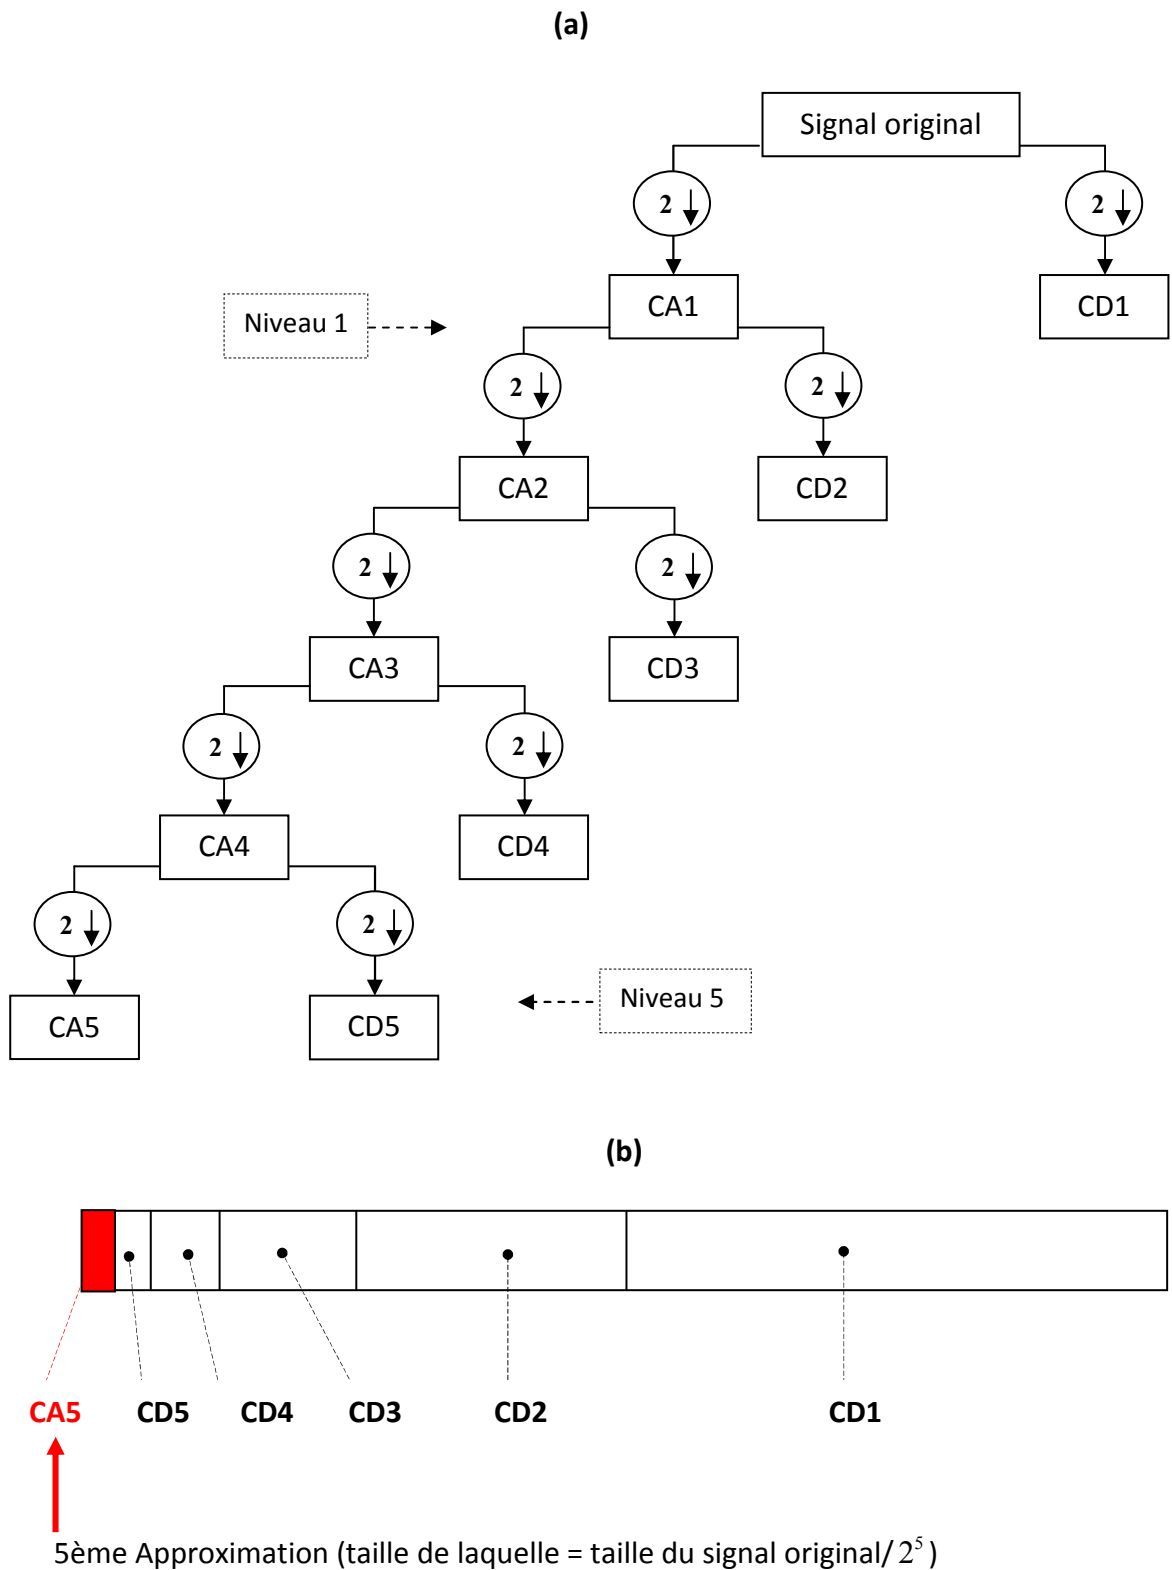 (a)
Signal original
2 ↓ 2 ↓
CA1 CD1
Niveau 1
2 ↓ 2 ↓
CA2 CD2
2 ↓ 2 ↓
CA3 CD3
2 ↓ 2 ↓
CA4 CD4
2 ↓ 2 ↓
CA5 CD5
Niveau 5
(b)
CA5 CD5 CD4 CD3 CD2 CD1
5ème Approximation (taille de laquelle = taille du signal original/ 2⁵)